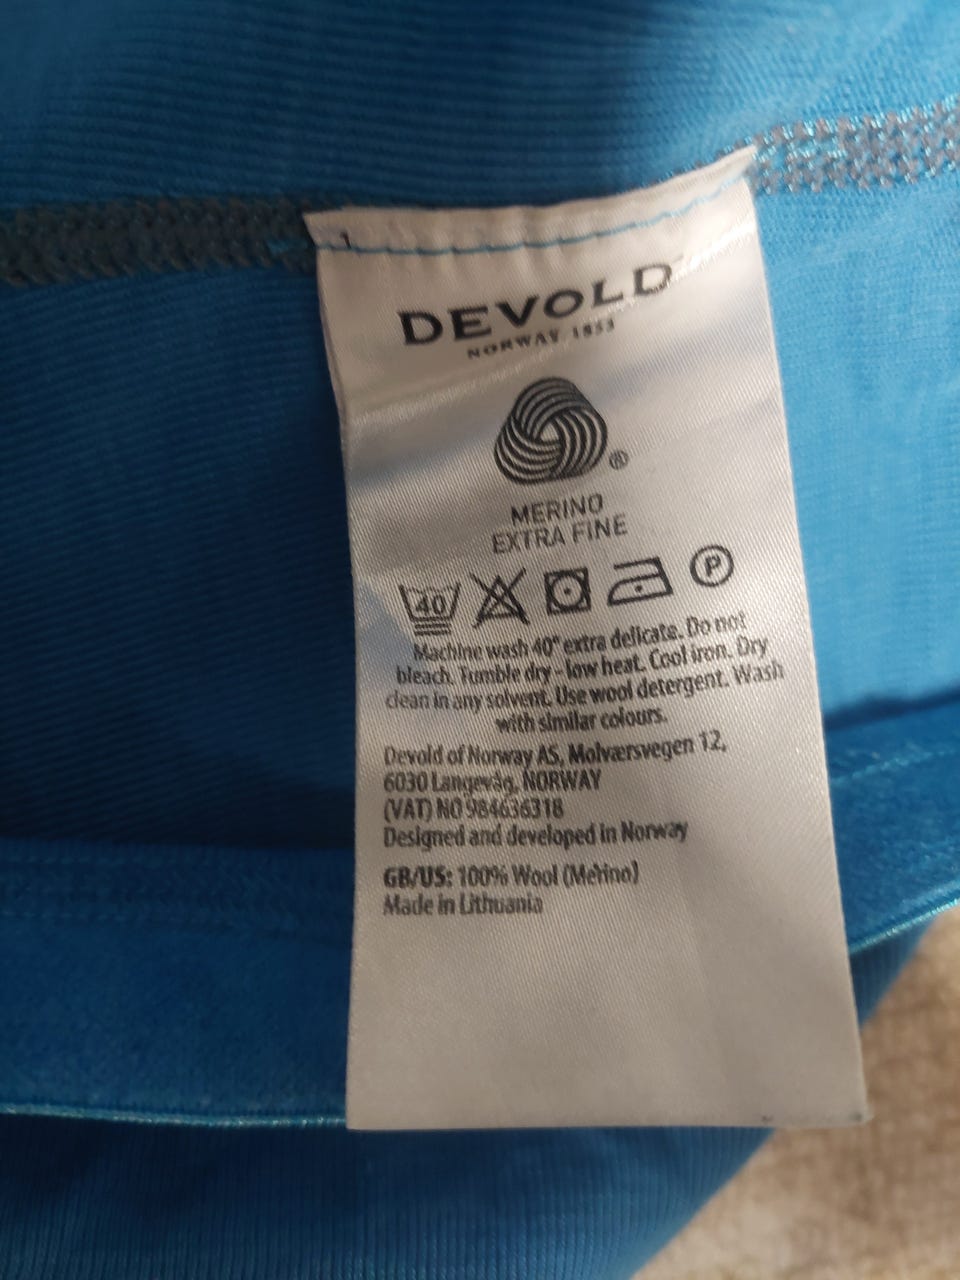 DEVOLD
NORWAY. 1853
®
MERINO
EXTRA FINE
40 P
Machine wash 40° extra delicate. Do not
bleach. Tumble dry - low heat. Cool iron. Dry
clean in any solvent. Use wool detergent. Wash
with similar colours.
Devold of Norway AS, Molværsvegen 12,
6030 Langevåg, NORWAY
(VAT) NO 984636318
Designed and developed in Norway
GB/US: 100% Wool (Merino)
Made in Lithuania